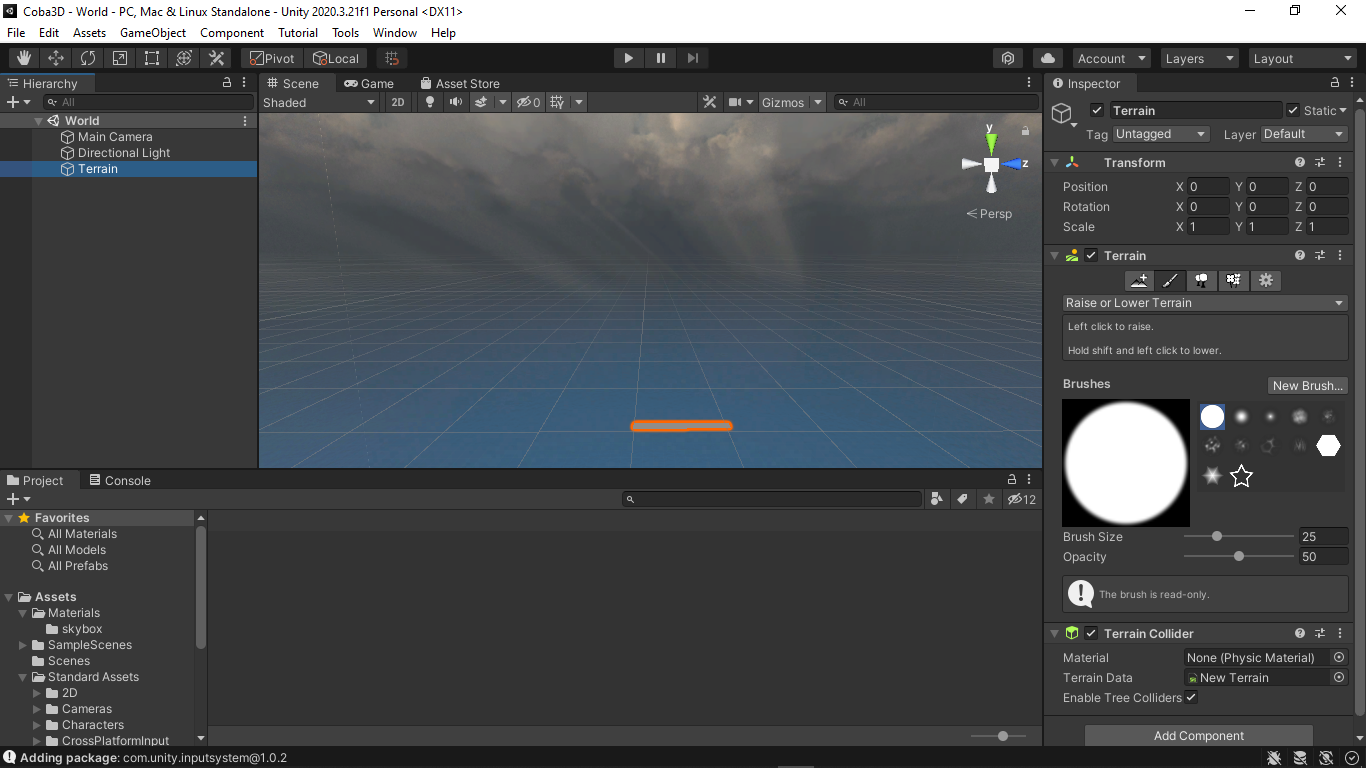 Coba3D - World - PC, Mac & Linux Standalone - Unity 2020.3.21f1 Personal <DX11>
File Edit Assets GameObject Component Tutorial Tools Window Help
Pivot Local Account Layers Layout
Hierarchy
All
World
Main Camera
Directional Light
Terrain
Scene Game Asset Store
Shaded 2D 0 Gizmos All
y
z
Persp
Inspector
Terrain Static
Tag Untagged Layer Default
Transform
Position X 0 Y 0 Z 0
Rotation X 0 Y 0 Z 0
Scale X 1 Y 1 Z 1
Terrain
Raise or Lower Terrain
Left click to raise.
Hold shift and left click to lower.
Brushes New Brush...
Brush Size 25
Opacity 50
The brush is read-only.
Terrain Collider
Material None (Physic Material)
Terrain Data New Terrain
Enable Tree Colliders
Add Component
Project Console
12
Favorites
All Materials
All Models
All Prefabs
Assets
Materials
skybox
SampleScenes
Scenes
Standard Assets
2D
Cameras
Characters
CrossPlatformInput
Adding package: com.unity.inputsystem@1.0.2